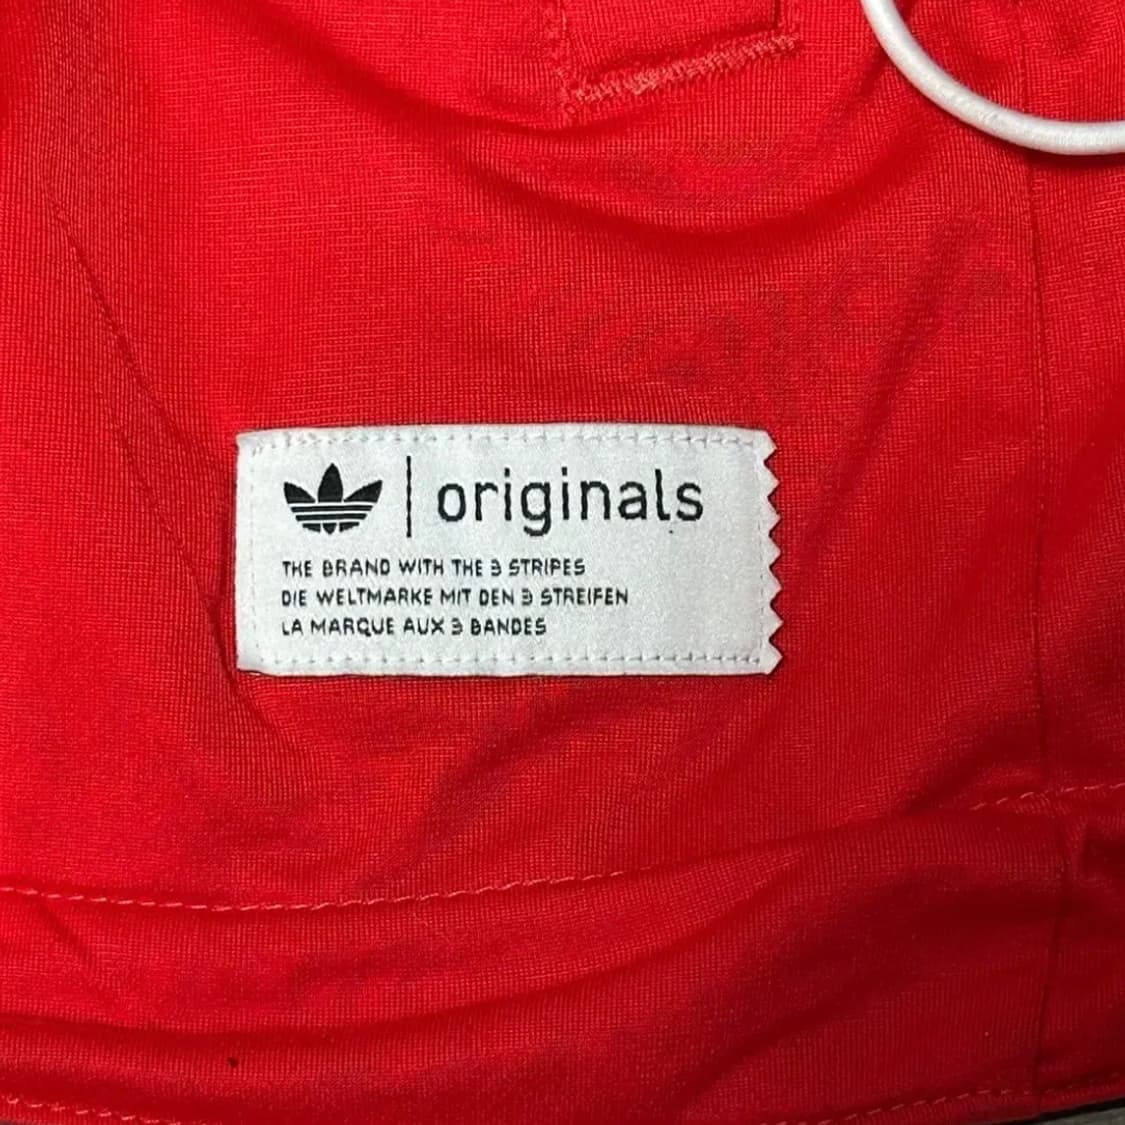 originals
THE BRAND WITH THE 3 STRIPES
DIE WELTMARKE MIT DEN 3 STREIFEN
LA MARQUE AUX 3 BANDES